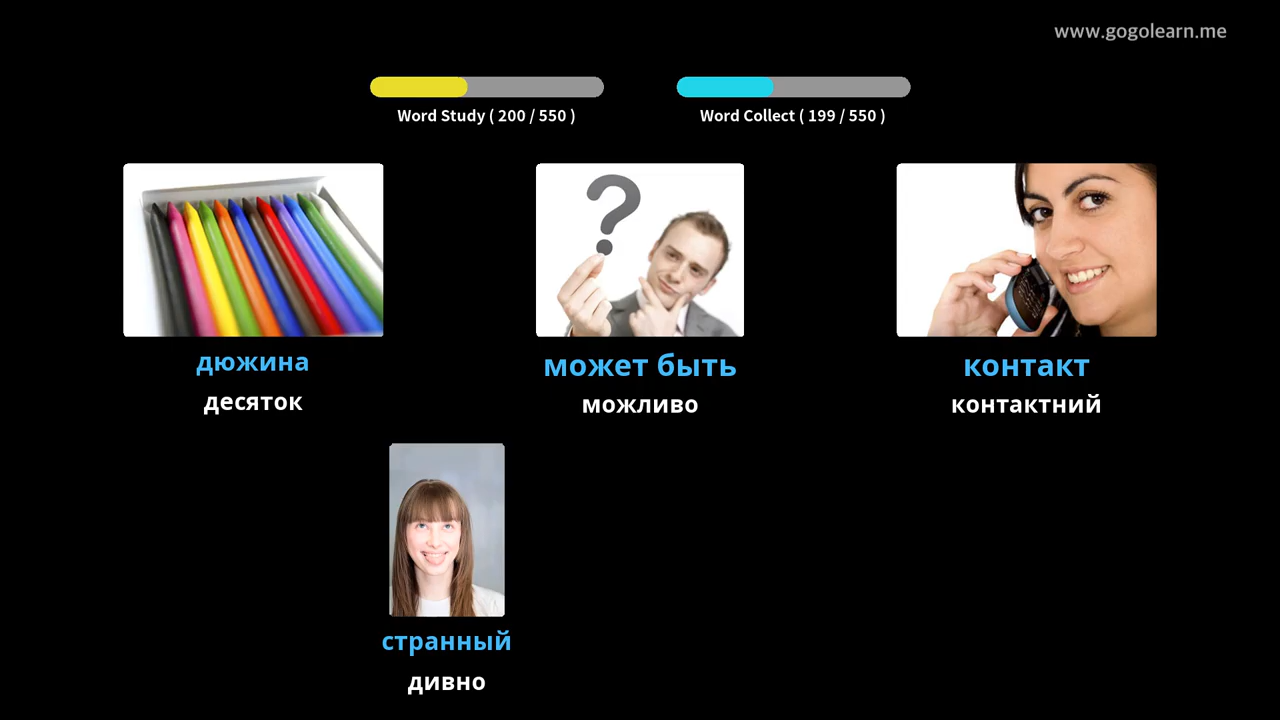 www.gogolearn.me
Word Study ( 200 / 550 )
Word Collect ( 199 / 550 )
дюжина
десяток
может быть
можливо
контакт
контактний
странный
дивно